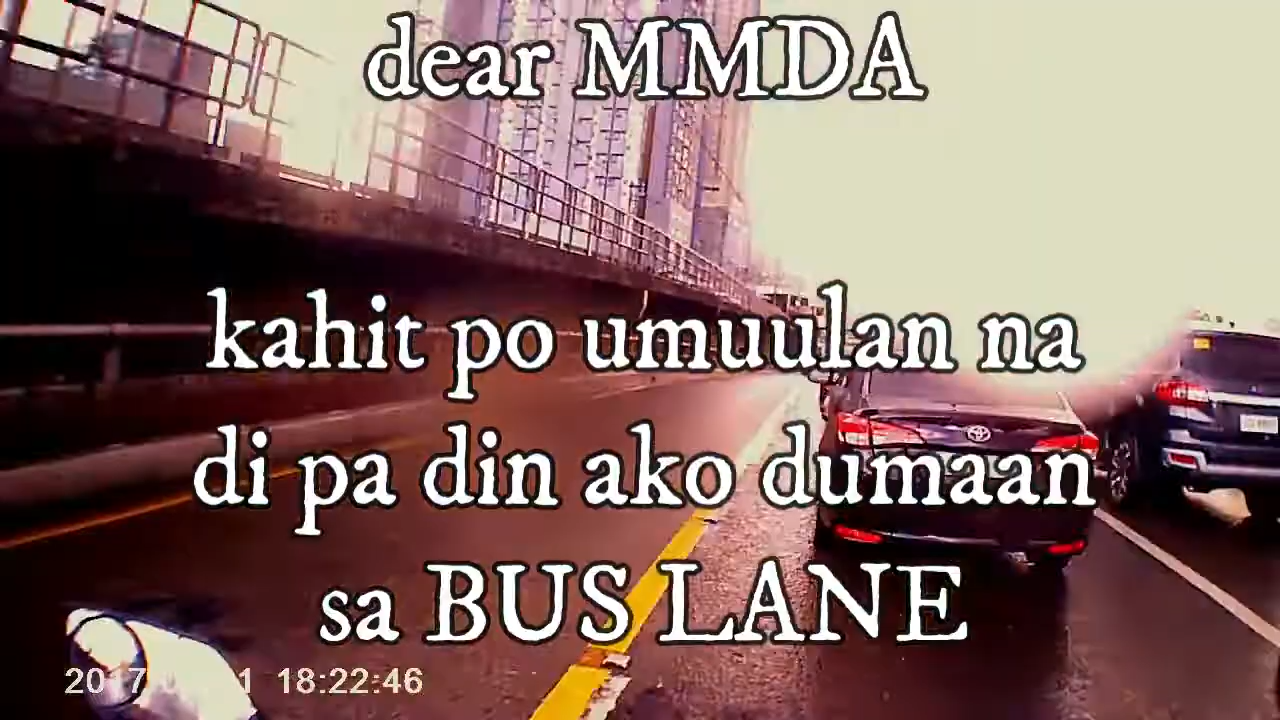 dear MMDA
kahit po umuulan na
di pa din ako dumaan
sa BUS LANE
18:22:46